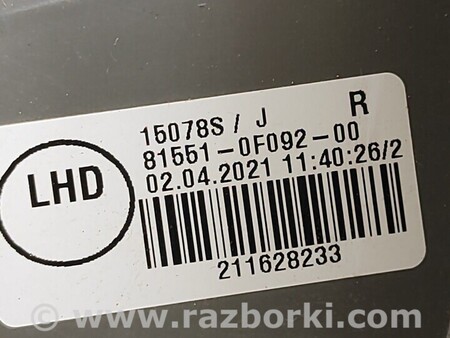 15078S / J R
81551-0F092-00
LHD
02.04.2021 11:40:26/2
211628233
www.razborki.com